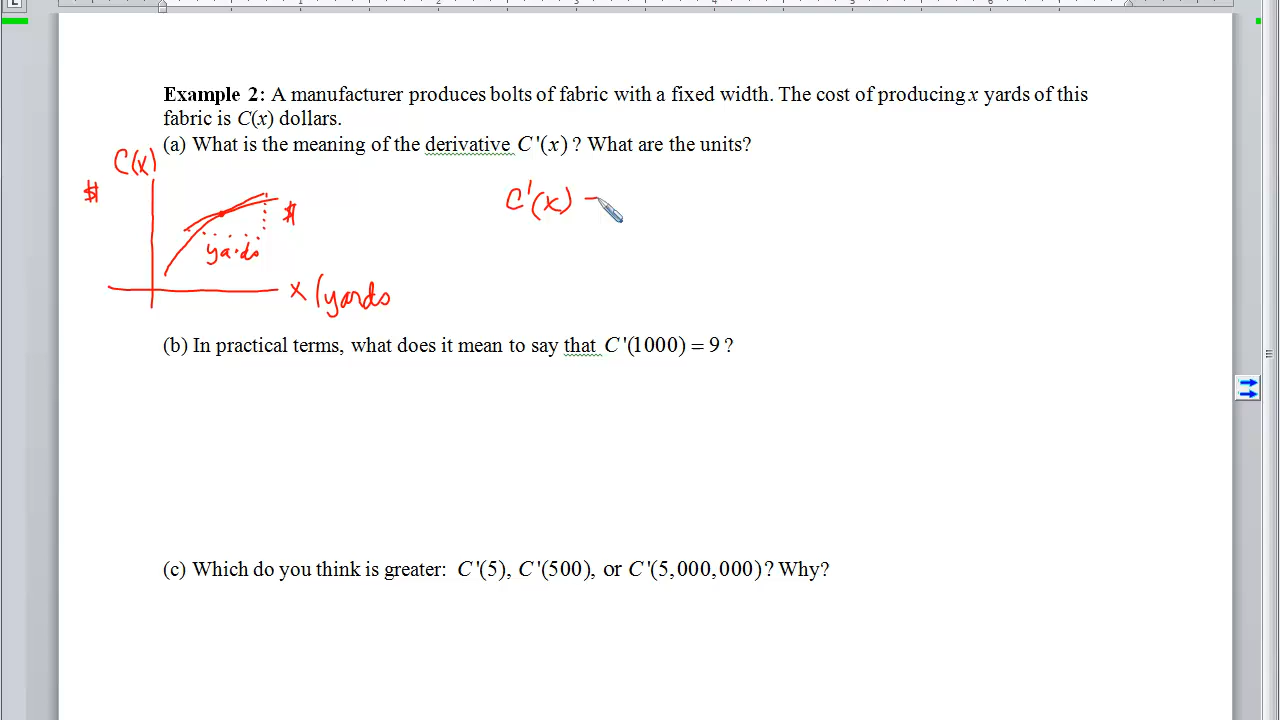 Example 2: A manufacturer produces bolts of fabric with a fixed width. The cost of producing x yards of this
fabric is C(x) dollars.
(a) What is the meaning of the derivative C'(x)? What are the units?
C(x)
$
C'(x) –
$
yards
x (yards
(b) In practical terms, what does it mean to say that C'(1000) = 9?
(c) Which do you think is greater: C'(5), C'(500), or C'(5,000,000)? Why?